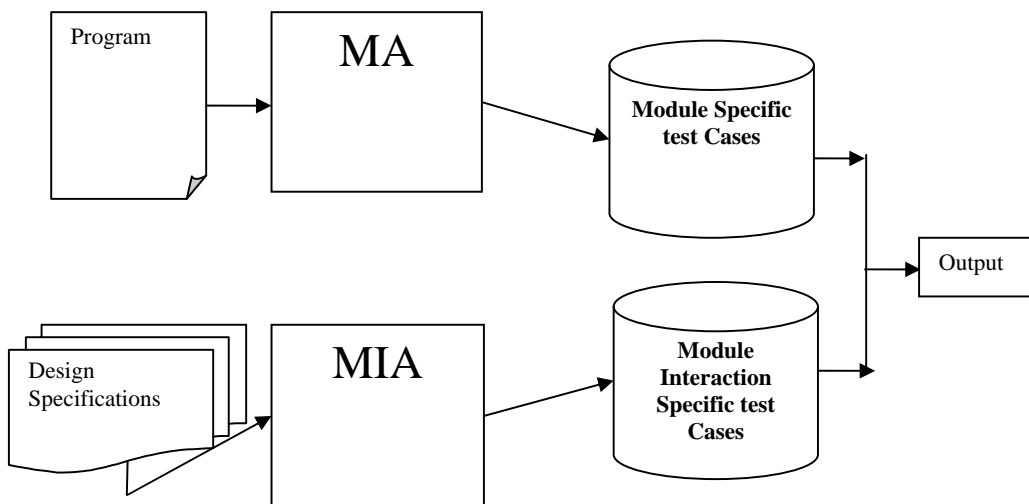 Program
MA
Module Specific
test Cases
Output
Design
Specifications
MIA
Module
Interaction
Specific test
Cases